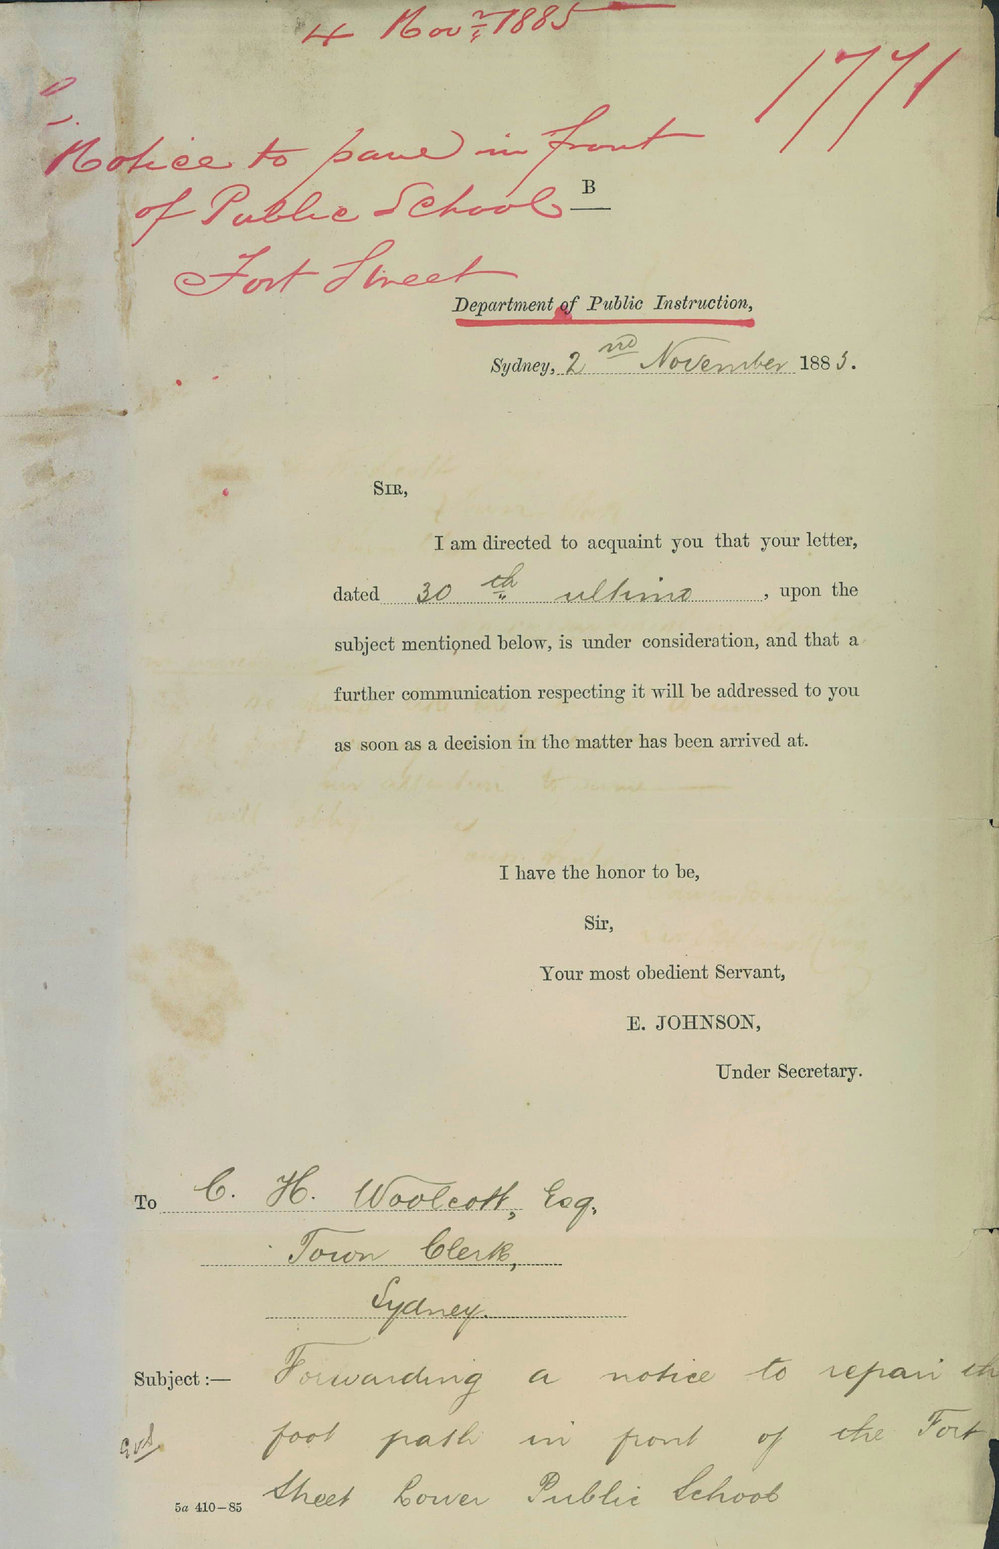 4 Novr 1885
1771
Notice to pave in front
of Public School
Fort Street
B
Department of Public Instruction,
Sydney, 2nd November 1885.
SIR,
I am directed to acquaint you that your letter,
dated 30th ultimo, upon the
subject mentioned below, is under consideration, and that a
further communication respecting it will be addressed to you
as soon as a decision in the matter has been arrived at.
I have the honor to be,
Sir,
Your most obedient Servant,
E. JOHNSON,
Under Secretary.
To C. H. Woolcott, Esq.
Town Clerk,
Sydney.
Subject :— Forwarding a notice to repair th
foot path in front of the Fort
Street Lower Public School
5a 410–85